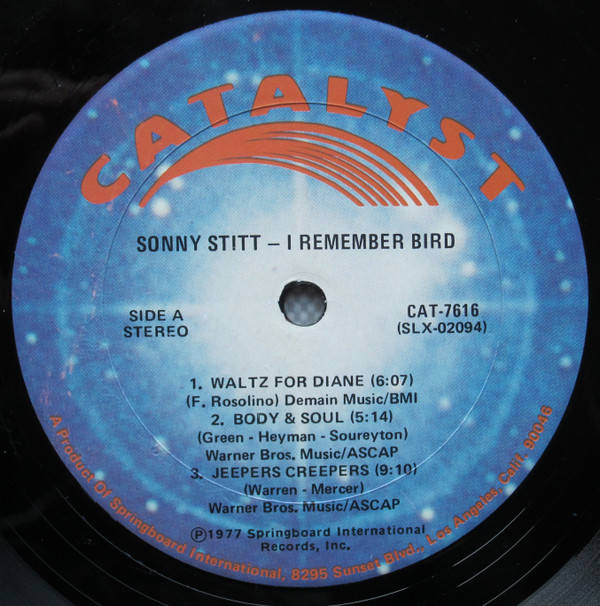 CATALYST
SONNY STITT – I REMEMBER BIRD
SIDE A
STEREO
CAT-7616
(SLX-02094)
1. WALTZ FOR DIANE (6:07)
(F. Rosolino) Demain Music/BMI
2. BODY & SOUL (5:14)
(Green - Heyman - Soureyton)
Warner Bros. Music/ASCAP
3. JEEPERS CREEPERS (9:10)
(Warren - Mercer)
Warner Bros. Music/ASCAP
Ⓟ1977 Springboard International
Records, Inc.
A Product Of Springboard International, 8295 Sunset Blvd., Los Angeles, Calif. 90046